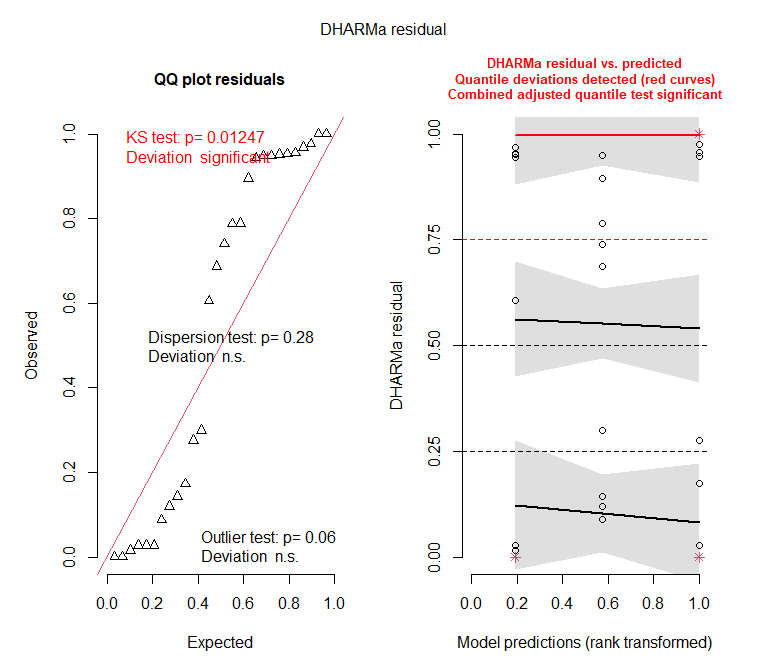 DHARMa residual
QQ plot residuals
KS test: p= 0.01247
Deviation significant
Dispersion test: p= 0.28
Deviation n.s.
Outlier test: p= 0.06
Deviation n.s.
Observed
0.0 0.2 0.4 0.6 0.8 1.0
0.0 0.2 0.4 0.6 0.8 1.0
Expected
DHARMa residual vs. predicted
Quantile deviations detected (red curves)
Combined adjusted quantile test significant
DHARMa residual
0.00 0.25 0.50 0.75 1.00
0.0 0.2 0.4 0.6 0.8 1.0
Model predictions (rank transformed)